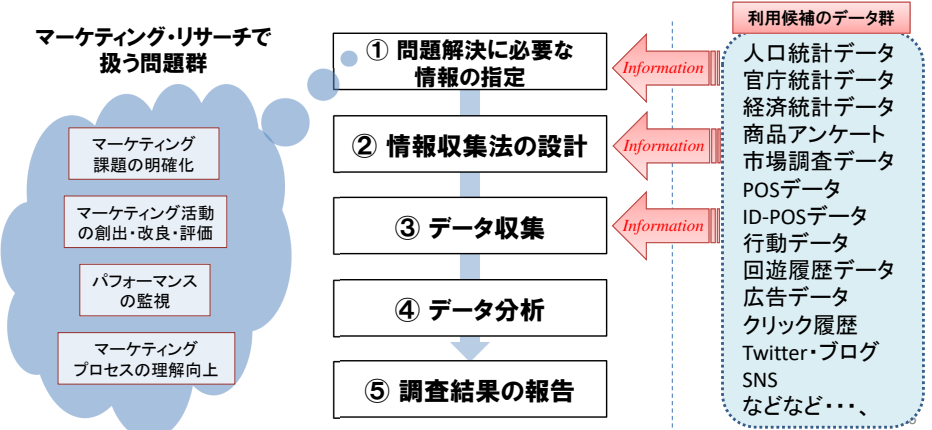 マーケティング・リサーチで
扱う問題群
マーケティング
課題の明確化
マーケティング活動
の創出・改良・評価
パフォーマンス
の監視
マーケティング
プロセスの理解向上
① 問題解決に必要な
情報の指定
② 情報収集法の設計
③ データ収集
④ データ分析
⑤ 調査結果の報告
Information
Information
Information
利用候補のデータ群
人口統計データ
官庁統計データ
経済統計データ
商品アンケート
市場調査データ
POSデータ
ID-POSデータ
行動データ
回遊履歴データ
広告データ
クリック履歴
Twitter・ブログ
SNS
などなど・・・、